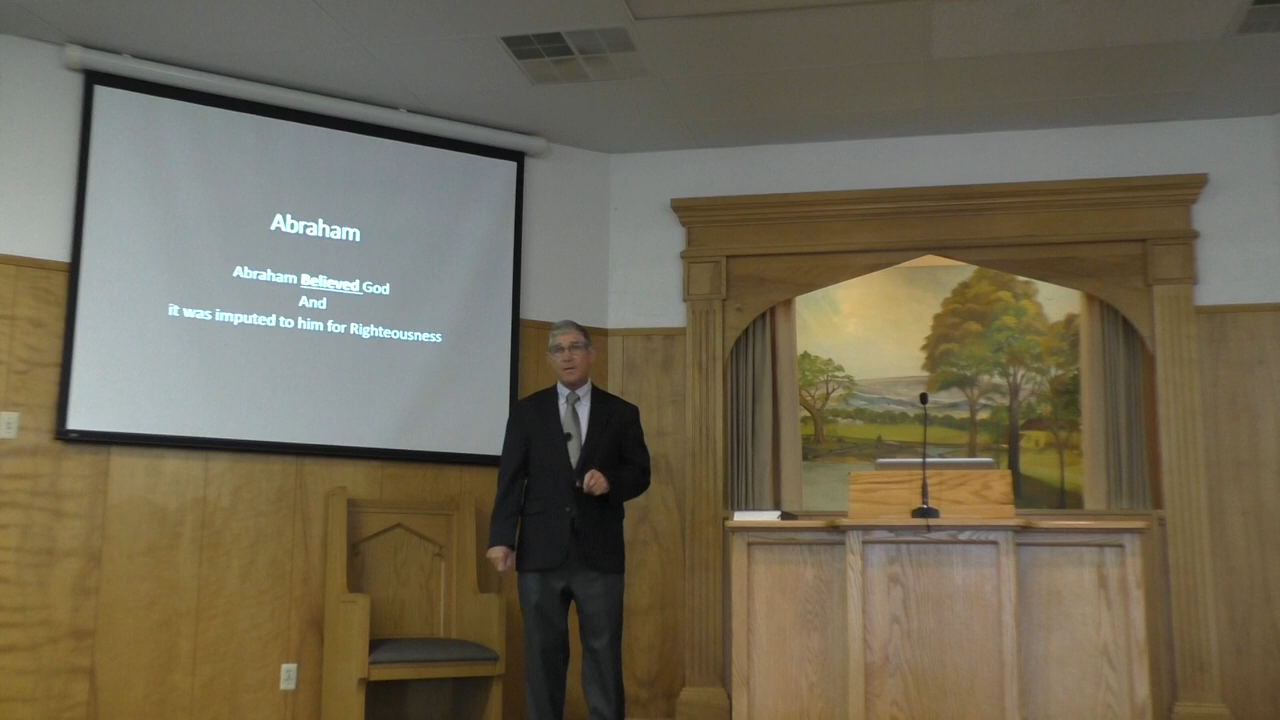 Abraham
Abraham Believed God
And
it was imputed to him for Righteousness